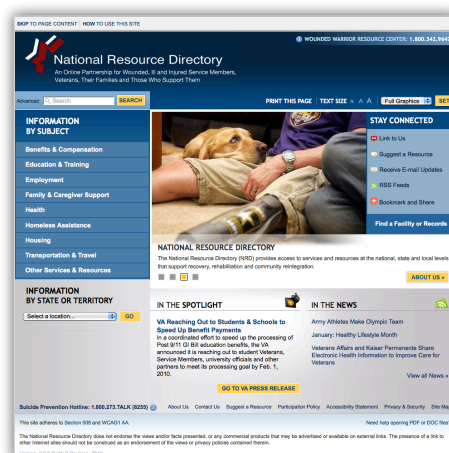 SKIP TO PAGE CONTENT | HOW TO USE THIS SITE
WOUNDED WARRIOR RESOURCE CENTER: 1.800.342.9647
National Resource Directory
An Online Partnership for Wounded, Ill and Injured Service Members,
Veterans, Their Families and Those Who Support Them
Advanced Search SEARCH PRINT THIS PAGE | TEXT SIZE A A A | Full Graphics SET
INFORMATION
BY SUBJECT
Benefits & Compensation
Education & Training
Employment
Family & Caregiver Support
Health
Homeless Assistance
Housing
Transportation & Travel
Other Services & Resources
INFORMATION
BY STATE OR TERRITORY
Select a location... GO
STAY CONNECTED
Link to Us
Suggest a Resource
Receive E-mail Updates
RSS Feeds
Bookmark and Share
Find a Facility or Records
NATIONAL RESOURCE DIRECTORY
The National Resource Directory (NRD) provides access to services and resources at the national, state and local levels
that support recovery, rehabilitation and community reintegration.
ABOUT US »
IN THE SPOTLIGHT
VA Reaching Out to Students & Schools to
Speed Up Benefit Payments
In a coordinated effort to speed up the processing of
Post 9/11 GI Bill education benefits, the VA
announced it is reaching out to student Veterans,
Service Members, university officials and other
partners to meet its processing goal by Feb. 1,
2010.
GO TO VA PRESS RELEASE
IN THE NEWS
Army Athletes Make Olympic Team
January: Healthy Lifestyle Month
Veterans Affairs and Kaiser Permanente Share
Electronic Health Information to Improve Care for
Veterans
View all News »
Suicide Prevention Hotline: 1.800.273.TALK (8255) About Us Contact Us Suggest a Resource Participation Policy Accessibility Statement Privacy & Security Site Map
This site adheres to Section 508 and WCAG1 AA. Need help opening PDF or DOC files?
The National Resource Directory does not endorse the views and/or facts presented, or any commercial products that may be advertised or available on external links. The presence of a link to
other Internet sites should not be construed as an endorsement of the views or privacy policies contained therein.